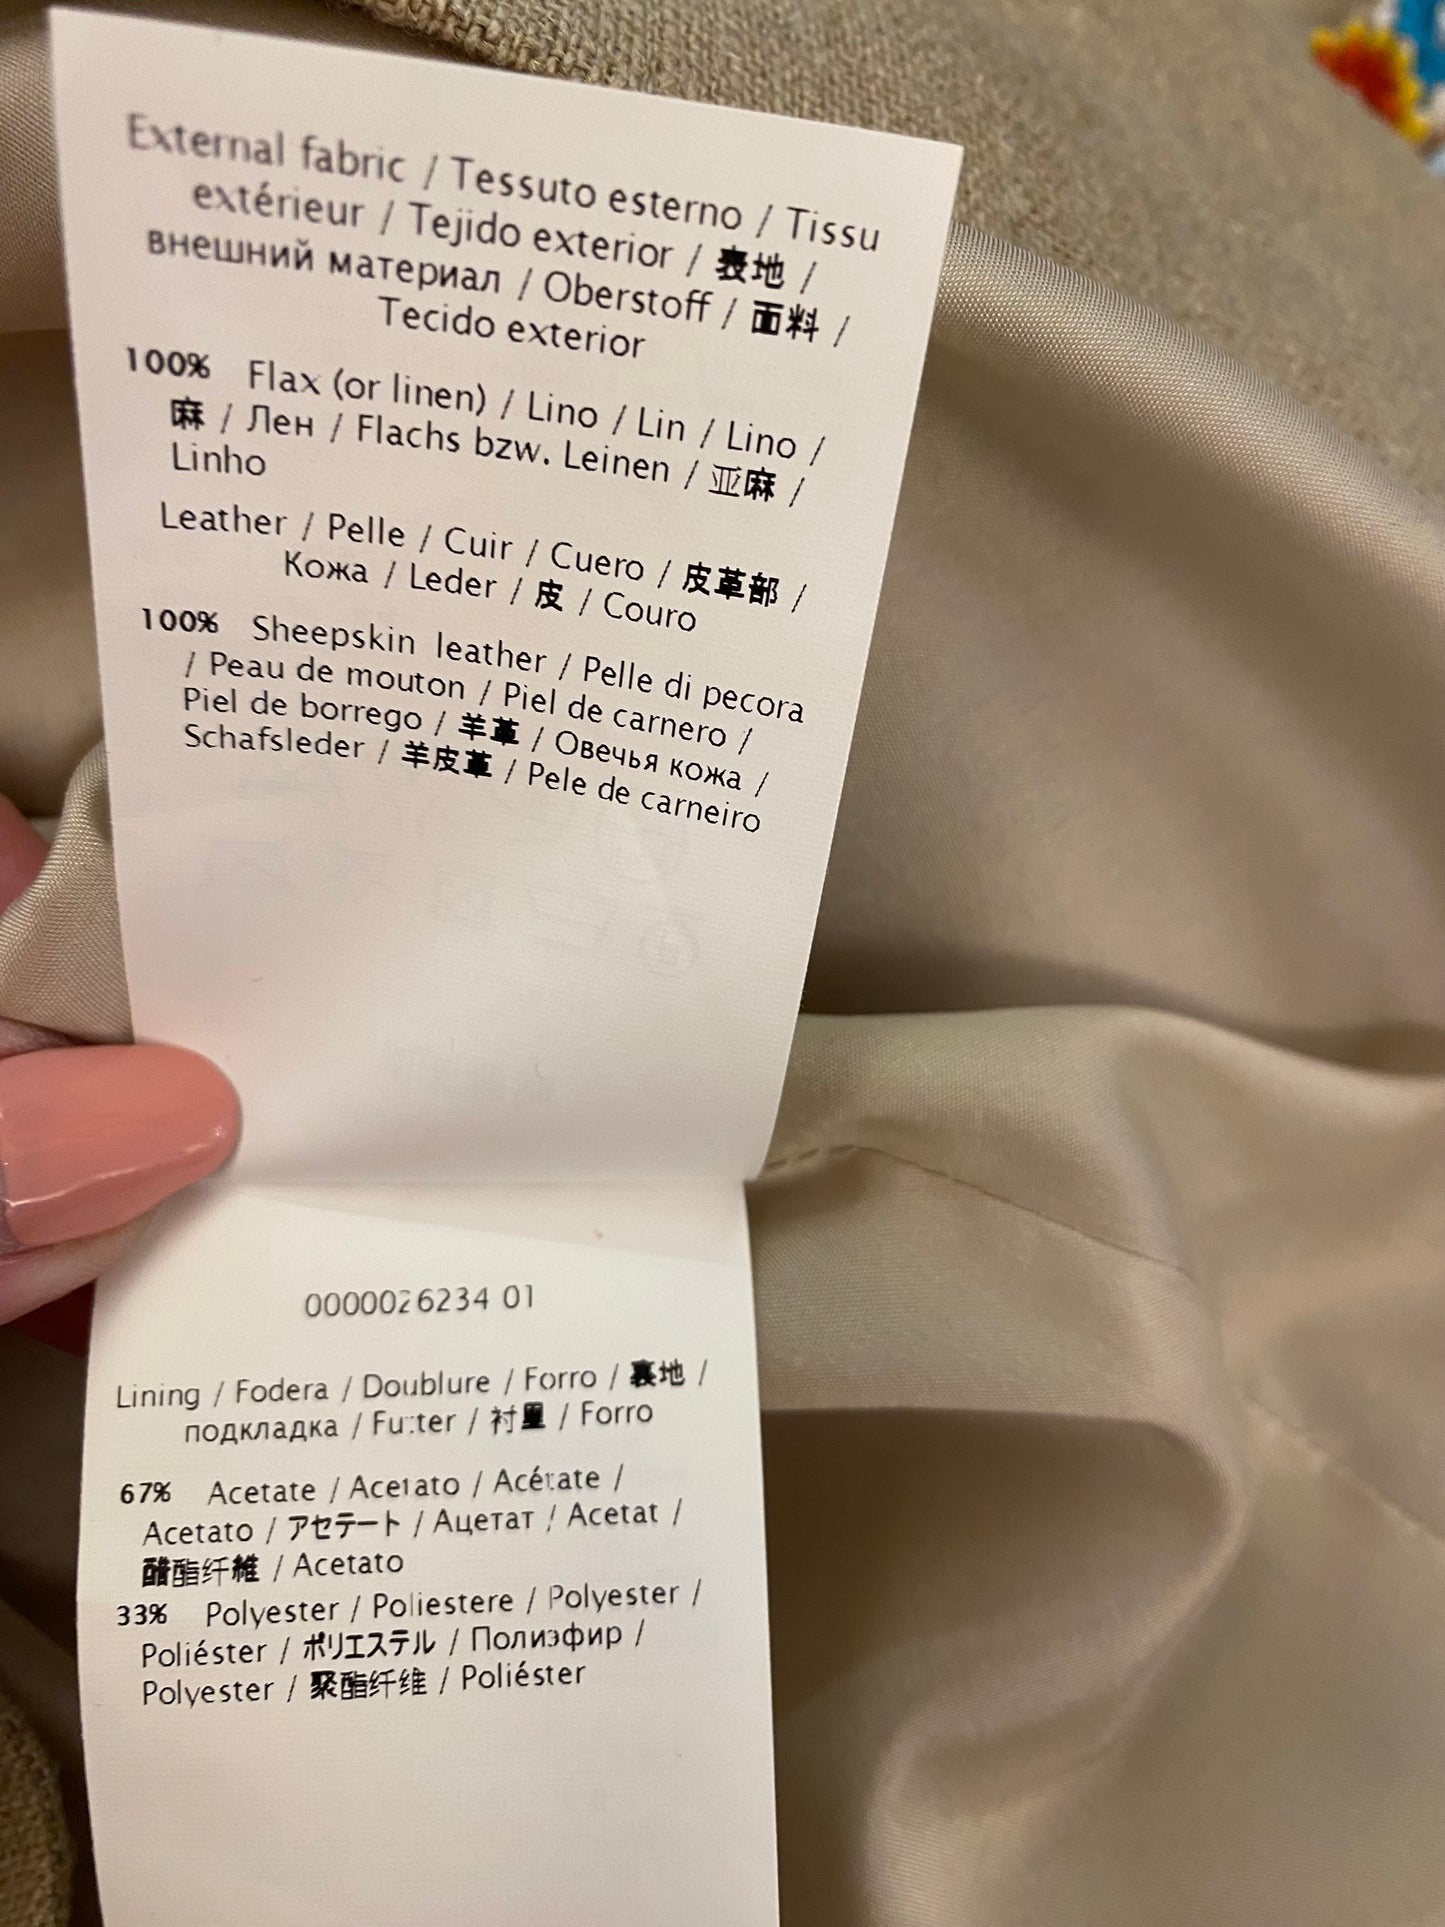 External fabric / Tessuto esterno / Tissu
extérieur / Tejido exterior / 表地 /
внешний материал / Oberstoff / 面料 /
Tecido exterior
100% Flax (or linen) / Lino / Lin / Lino /
麻 / Лен / Flachs bzw. Leinen / 亚麻 /
Linho
Leather / Pelle / Cuir / Cuero / 皮革部 /
Кожа / Leder / 皮 / Couro
100% Sheepskin leather / Pelle di pecora
/ Peau de mouton / Piel de carnero /
Piel de borrego / 羊革 / Овечья кожа /
Schafsleder / 羊皮革 / Pele de carneiro
0000026234 01
Lining / Fodera / Doublure / Forro / 裏地 /
подкладка / Futter / 衬里 / Forro
67% Acetate / Acetato / Acétate /
Acetato / アセテート / Ацетат / Acetat /
醋酯纤维 / Acetato
33% Polyester / Poliestere / Polyester /
Poliéster / ポリエステル / Полиэфир /
Polyester / 聚酯纤维 / Poliéster